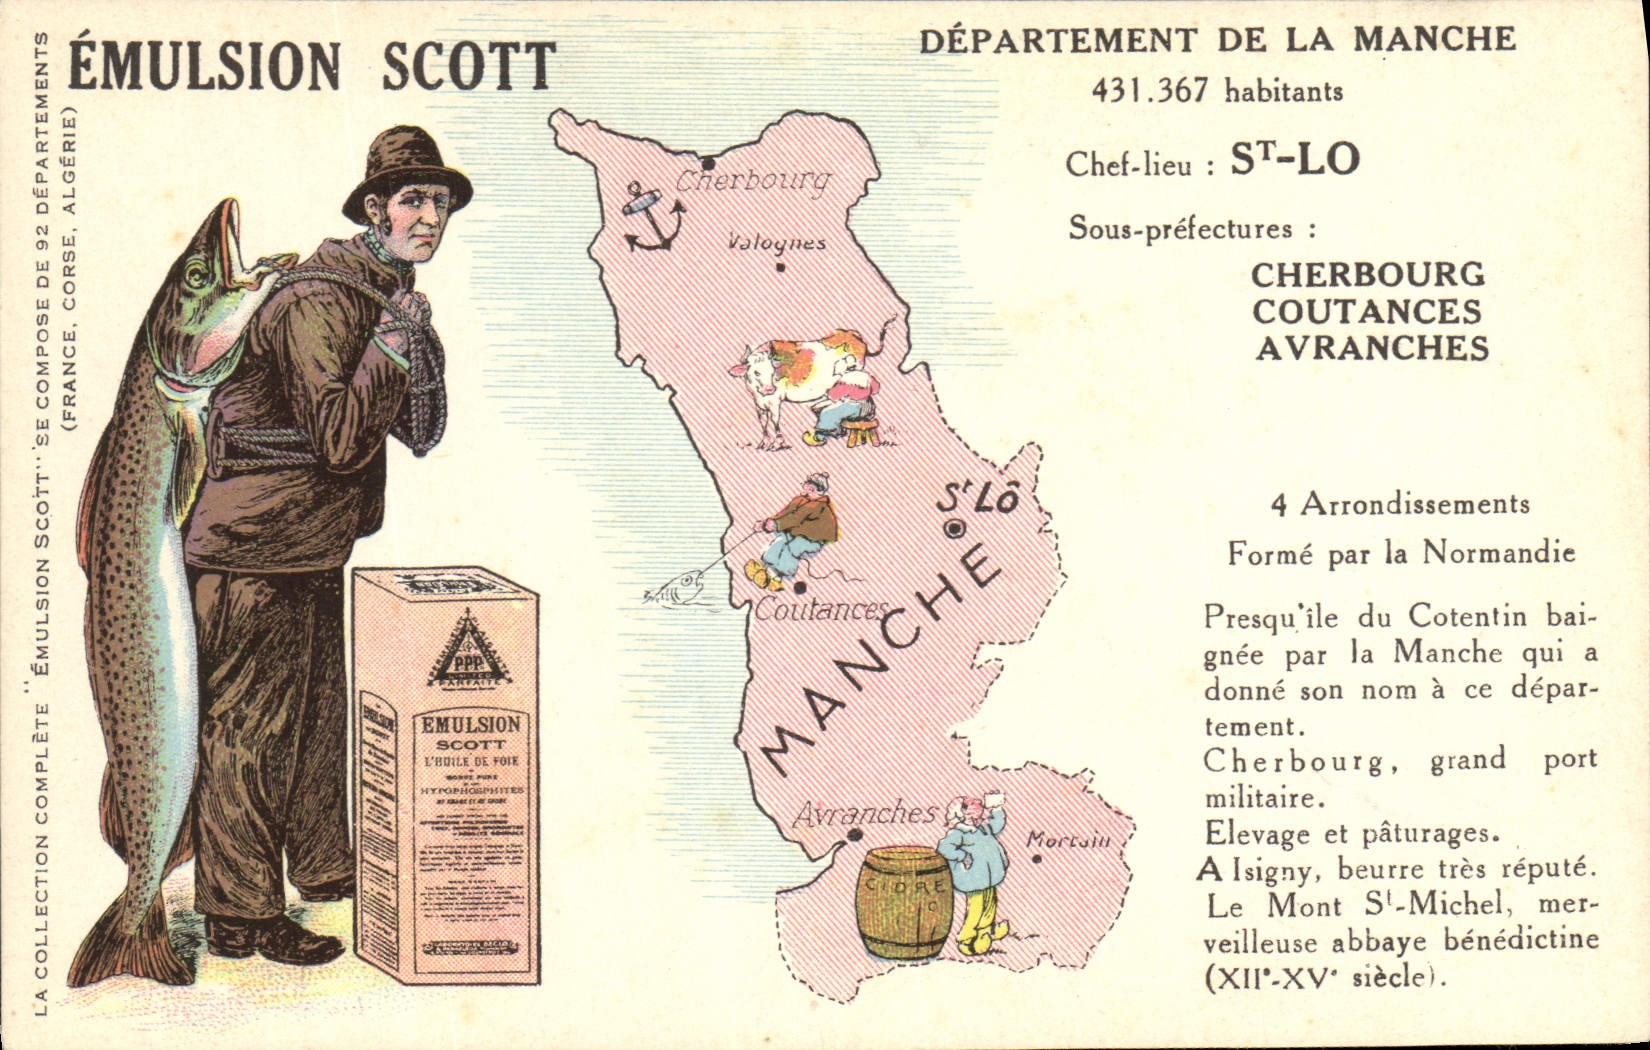 ÉMULSION SCOTT
LA COLLECTION COMPLÈTE "ÉMULSION SCOTT" SE COMPOSE DE 92 DÉPARTEMENTS
(FRANCE, CORSE, ALGÉRIE)
P.P.P.
LIMITED
PARFAITE
EMULSION
SCOTT
L'HUILE DE FOIE
MORUE PURE
HYPOPHOSPHITES
Cherbourg
Valognes
St Lô
Coutances
MANCHE
Avranches
Mortain
CIDRE
DÉPARTEMENT DE LA MANCHE
431.367 habitants
Chef-lieu : ST-LO
Sous-préfectures :
CHERBOURG
COUTANCES
AVRANCHES
4 Arrondissements
Formé par la Normandie
Presqu'île du Cotentin bai-
gnée par la Manche qui a
donné son nom à ce dépar-
tement.
Cherbourg, grand port
militaire.
Elevage et pâturages.
A Isigny, beurre très réputé.
Le Mont St-Michel, mer-
veilleuse abbaye bénédictine
(XIIe-XVe siècle).